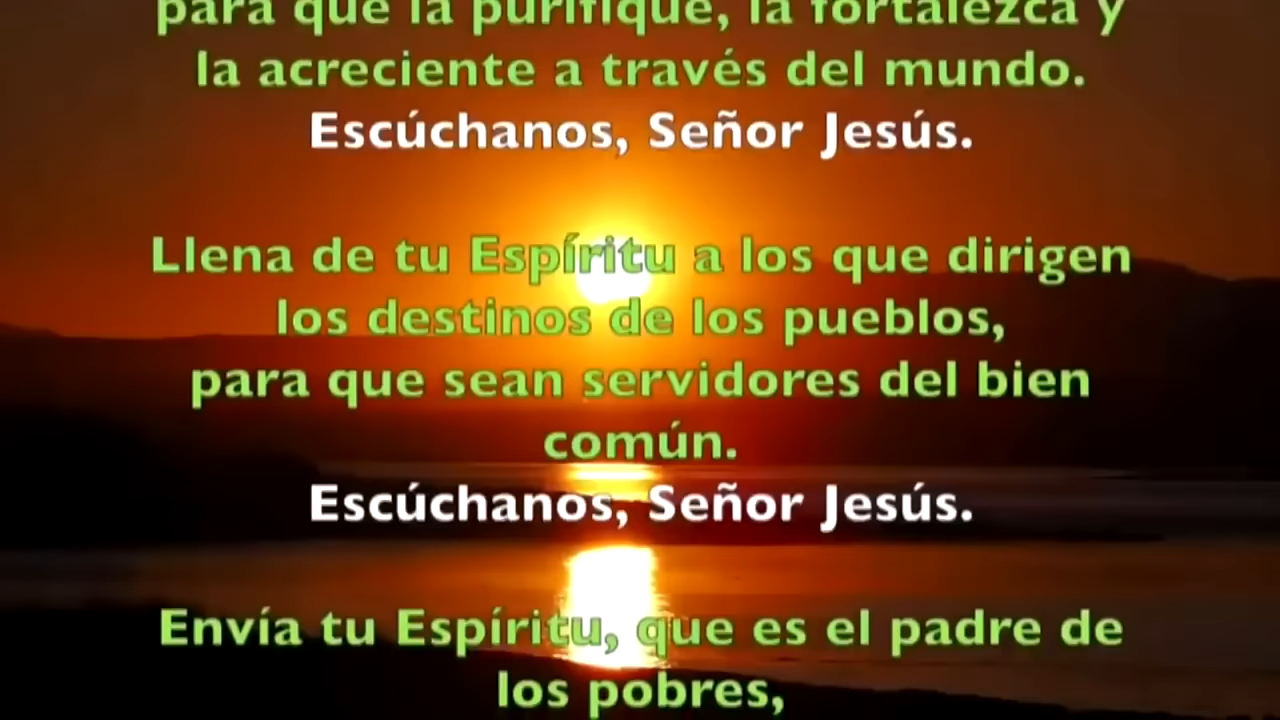 para que la purifique, la fortalezca y
la acreciente a través del mundo.
Escúchanos, Señor Jesús.
Llena de tu Espíritu a los que dirigen
los destinos de los pueblos,
para que sean servidores del bien
común.
Escúchanos, Señor Jesús.
Envía tu Espíritu, que es el padre de
los pobres,